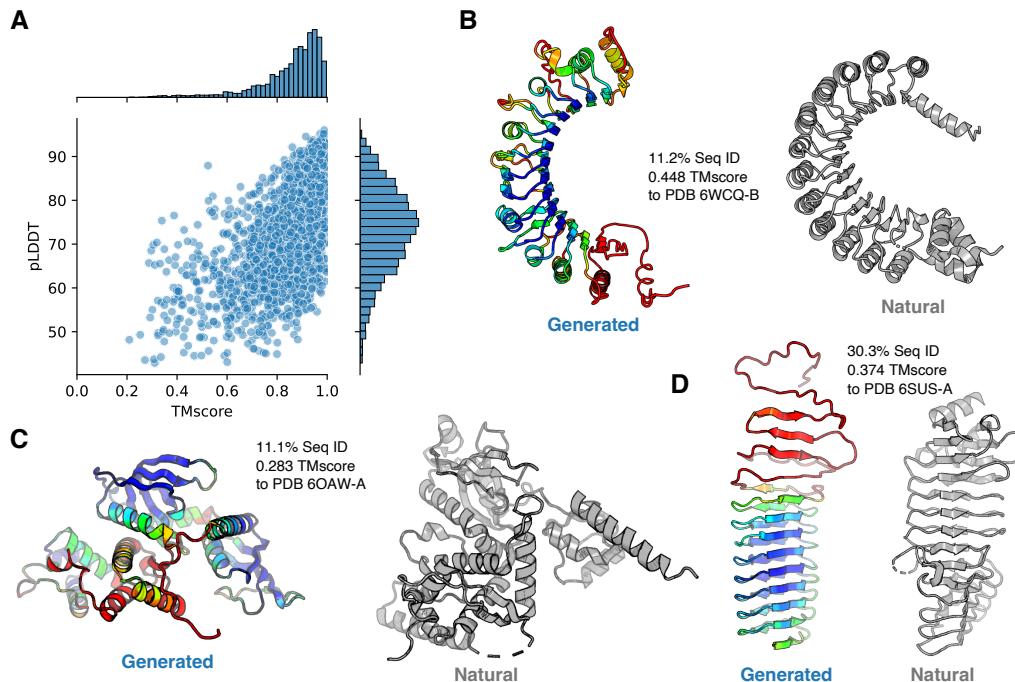 A
90
80
70
60
50
pLDDT
0.0 0.2 0.4 0.6 0.8 1.0
TMscore
B
11.2% Seq ID
0.448 TMscore
to PDB 6WCQ-B
Generated
Natural
C
11.1% Seq ID
0.283 TMscore
to PDB 6OAW-A
Generated
Natural
D
30.3% Seq ID
0.374 TMscore
to PDB 6SUS-A
Generated
Natural